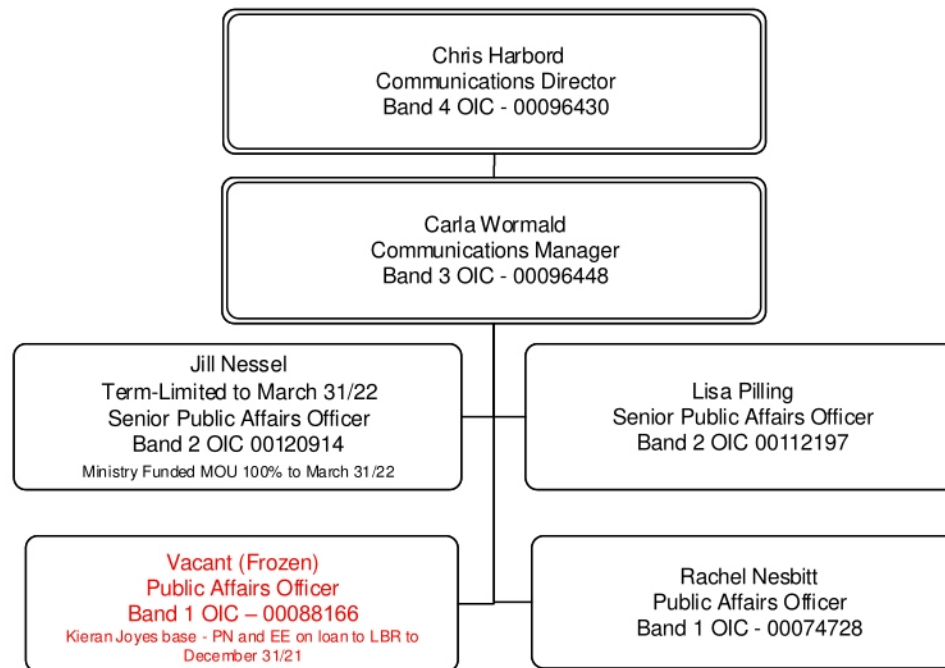 Chris Harbord
Communications Director
Band 4 OIC - 00096430
Carla Wormald
Communications Manager
Band 3 OIC - 00096448
Jill Nessel
Term-Limited to March 31/22
Senior Public Affairs Officer
Band 2 OIC 00120914
Ministry Funded MOU 100% to March 31/22
Lisa Pilling
Senior Public Affairs Officer
Band 2 OIC 00112197
Vacant (Frozen)
Public Affairs Officer
Band 1 OIC – 00088166
Kieran Joyes base - PN and EE on loan to LBR to
December 31/21
Rachel Nesbitt
Public Affairs Officer
Band 1 OIC - 00074728